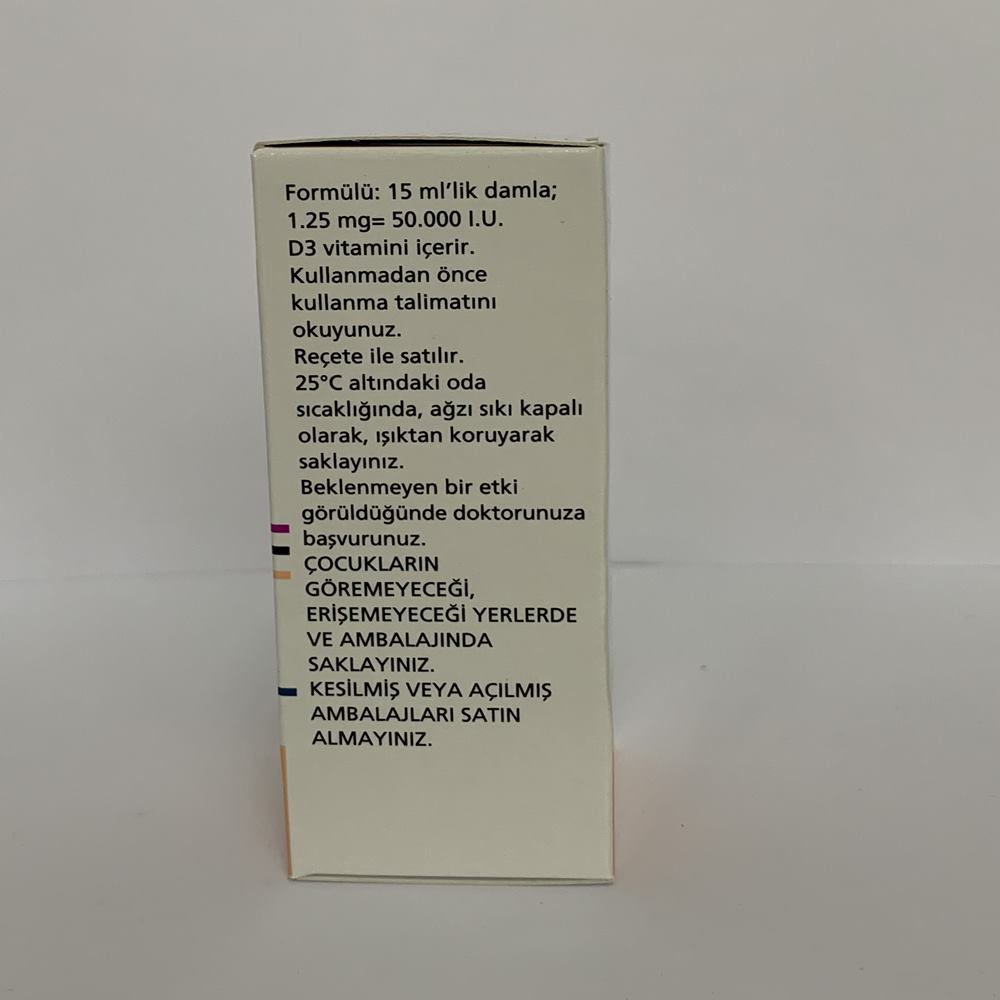 Formülü: 15 ml'lik damla;
1.25 mg= 50.000 I.U.
D3 vitamini içerir.
Kullanmadan önce
kullanma talimatını
okuyunuz.
Reçete ile satılır.
25°C altındaki oda
sıcaklığında, ağzı sıkı kapalı
olarak, ışıktan koruyarak
saklayınız.
Beklenmeyen bir etki
görüldüğünde doktorunuza
başvurunuz.
ÇOCUKLARIN
GÖREMEYECEĞİ,
ERİŞEMEYECEĞİ YERLERDE
VE AMBALAJINDA
SAKLAYINIZ.
KESİLMİŞ VEYA AÇILMIŞ
AMBALAJLARI SATIN
ALMAYINIZ.